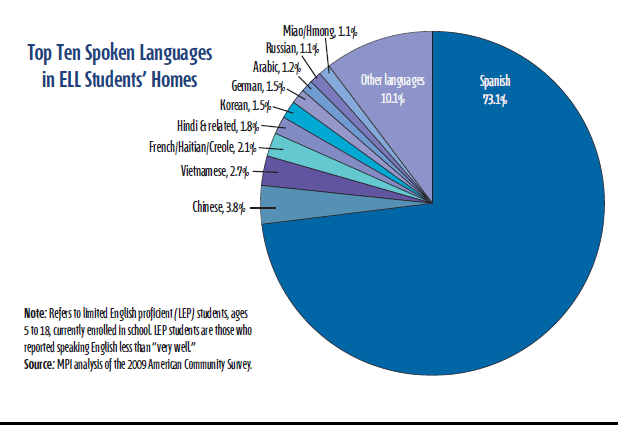 Top Ten Spoken Languages
in ELL Students' Homes
Miao/Hmong, 1.1%
Russian, 1.1%
Arabic, 1.2%
German, 1.5%
Korean, 1.5%
Hindi & related, 1.8%
French/Haitian/Creole, 2.1%
Vietnamese, 2.7%
Chinese, 3.8%
Other languages
10.1%
Spanish
73.1%
Note: Refers to limited English proficient (LEP) students, ages
5 to 18, currently enrolled in school. LEP students are those who
reported speaking English less than "very well."
Source: MPI analysis of the 2009 American Community Survey.